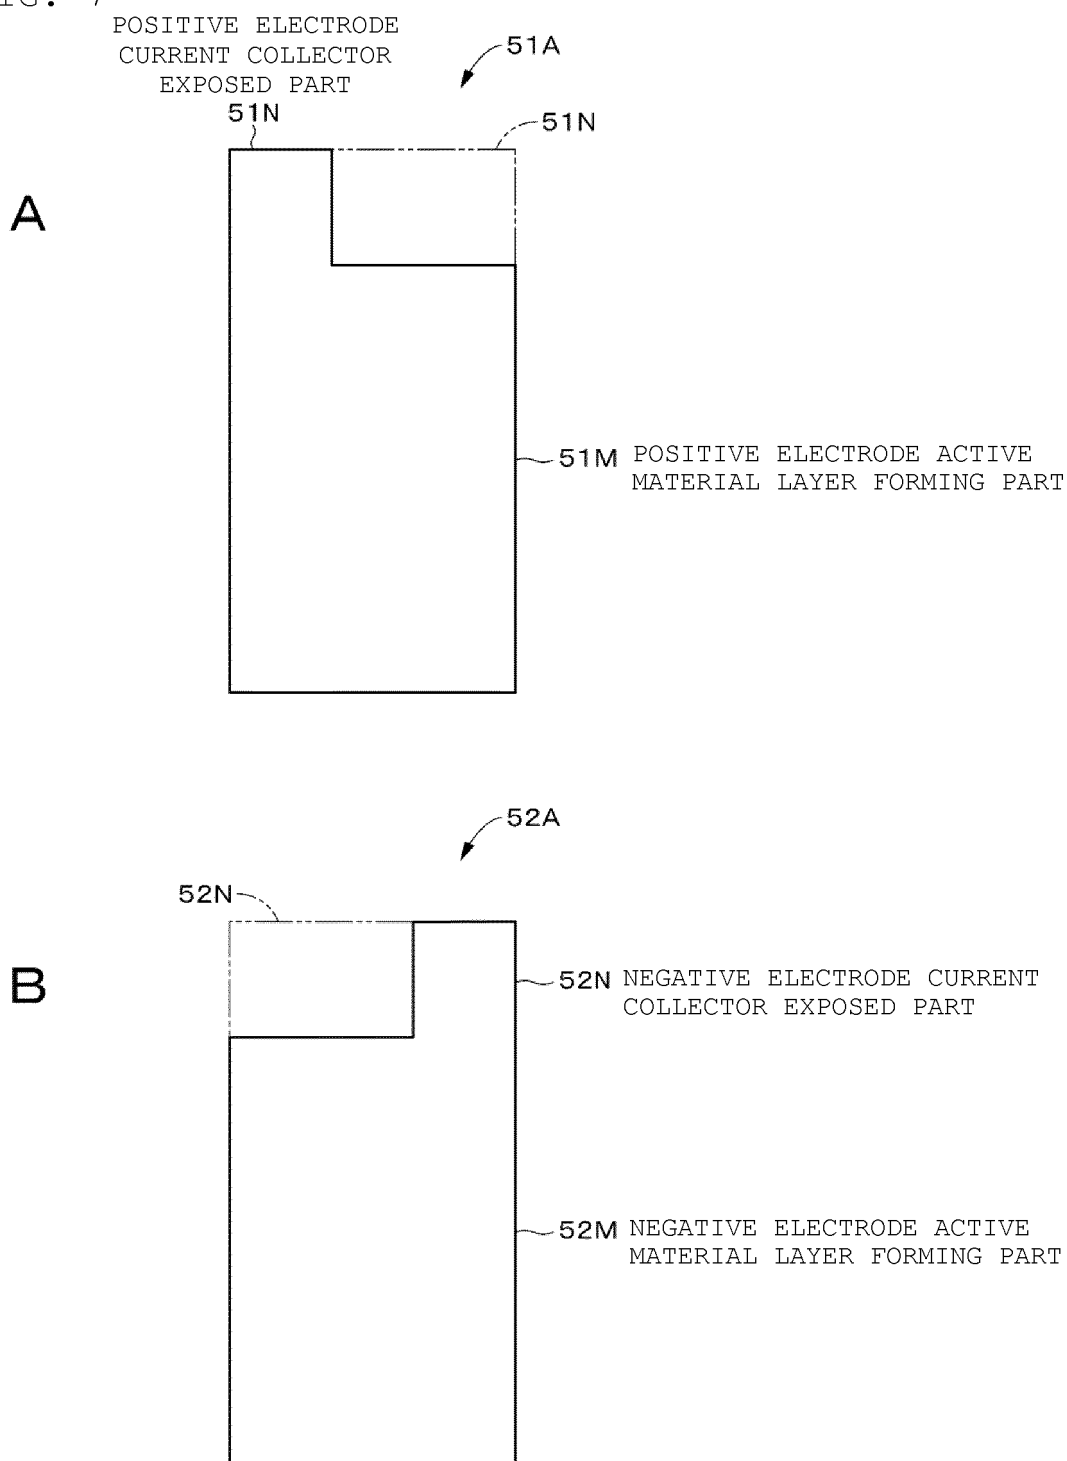 POSITIVE ELECTRODE
CURRENT COLLECTOR
EXPOSED PART
51A
51N
51N
A
51M POSITIVE ELECTRODE ACTIVE
MATERIAL LAYER FORMING PART
52A
52N
B
52N NEGATIVE ELECTRODE CURRENT
COLLECTOR EXPOSED PART
52M NEGATIVE ELECTRODE ACTIVE
MATERIAL LAYER FORMING PART